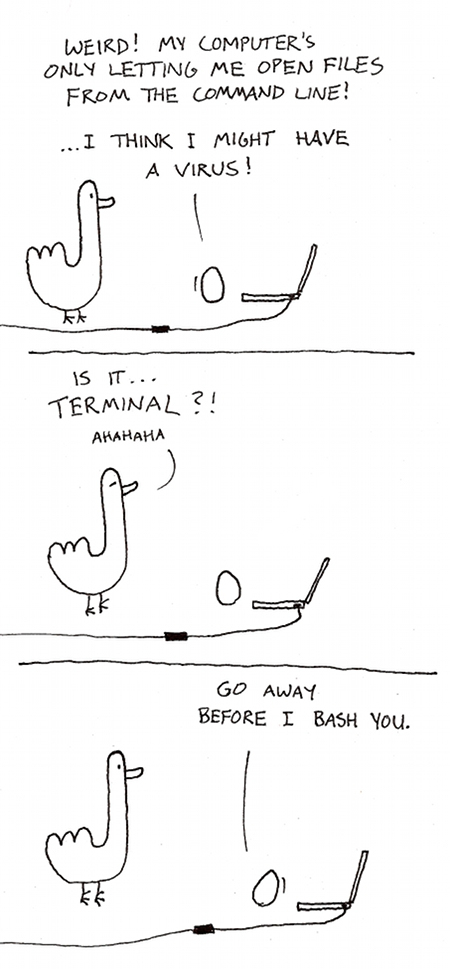 WEIRD! MY COMPUTER'S
ONLY LETTING ME OPEN FILES
FROM THE COMMAND LINE!
...I THINK I MIGHT HAVE
A VIRUS!
IS IT...
TERMINAL?!
AHAHAHA
GO AWAY
BEFORE I BASH YOU.